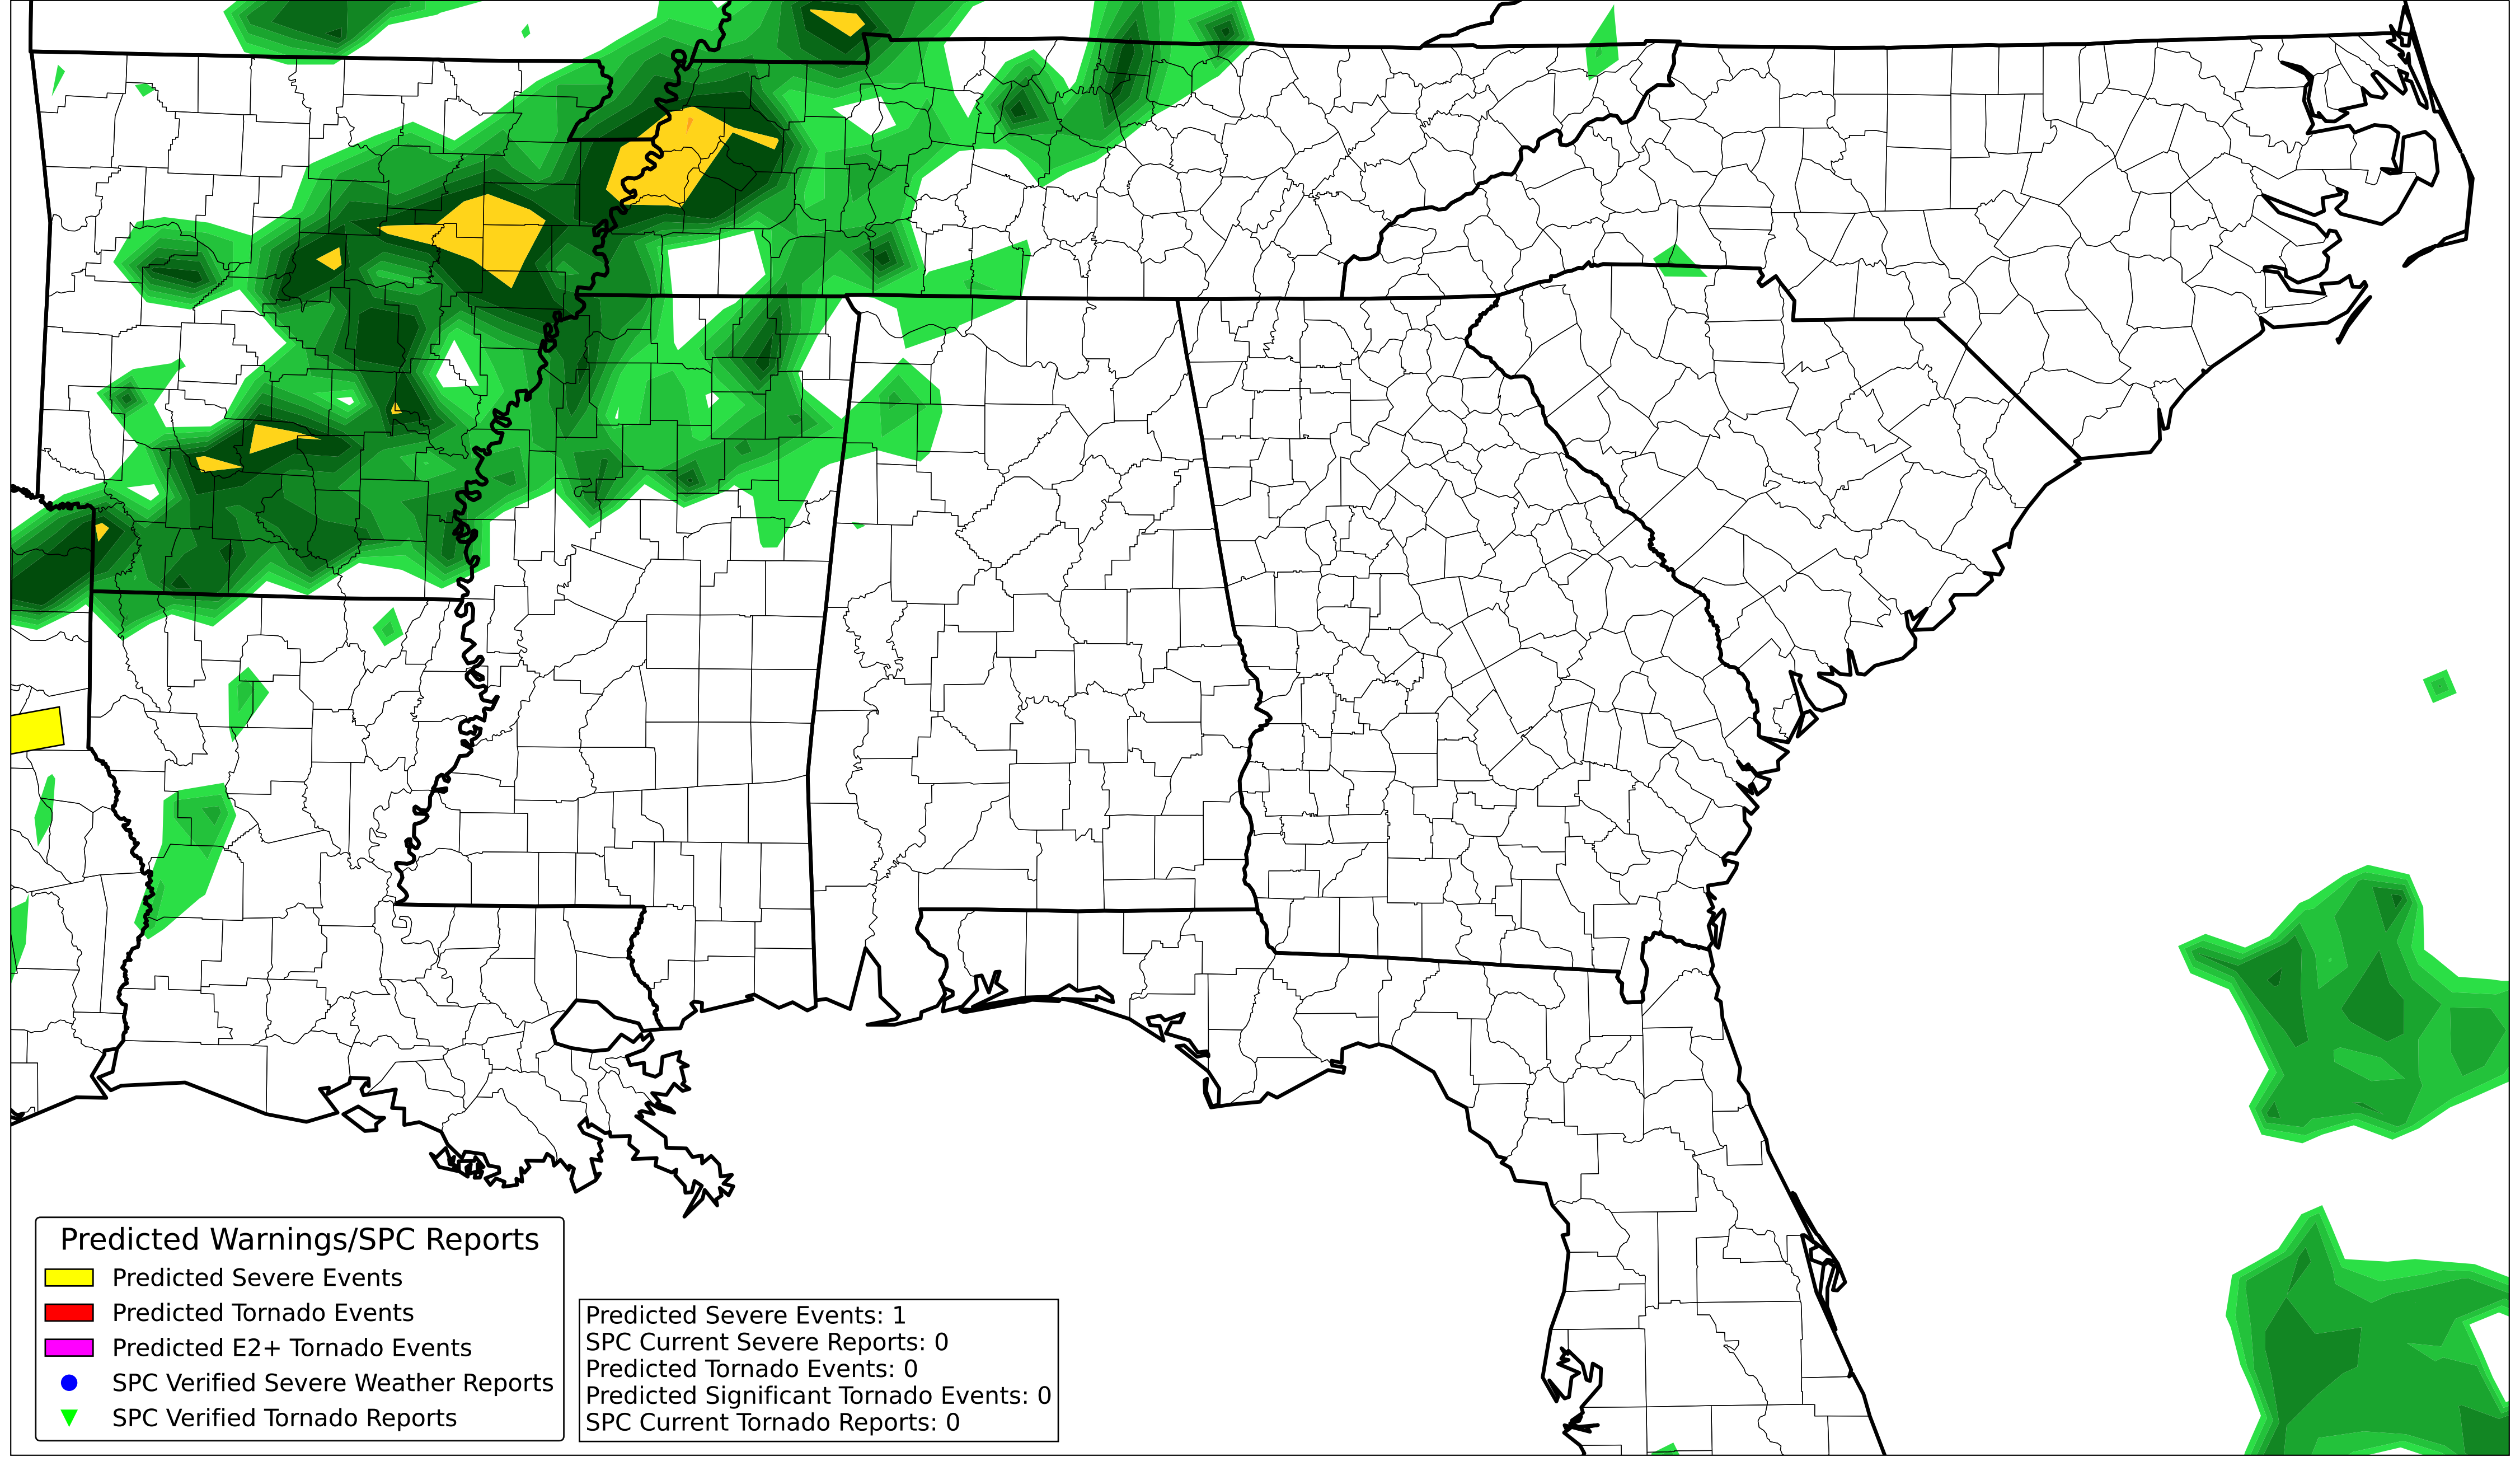 Predicted Warnings/SPC Reports
Predicted Severe Events
Predicted Tornado Events
Predicted E2+ Tornado Events
SPC Verified Severe Weather Reports
SPC Verified Tornado Reports
Predicted Severe Events: 1
SPC Current Severe Reports: 0
Predicted Tornado Events: 0
Predicted Significant Tornado Events: 0
SPC Current Tornado Reports: 0